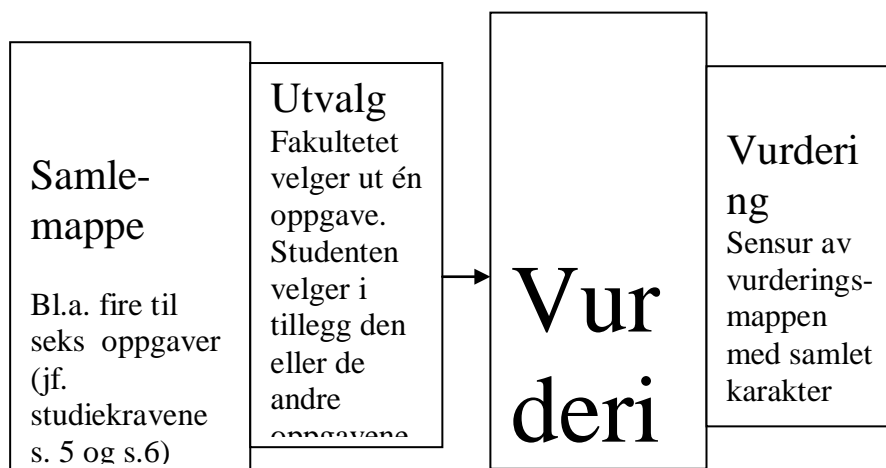 Samle-
mappe
Bl.a. fire til
seks oppgaver
(jf.
studiekravene
s. 5 og s.6)
Utvalg
Fakultetet
velger ut én
oppgave.
Studenten
velger i
tillegg den
eller de
andre
oppgavene
Vur
deri
Vurderi
ng
Sensur av
vurderings-
mappen
med samlet
karakter